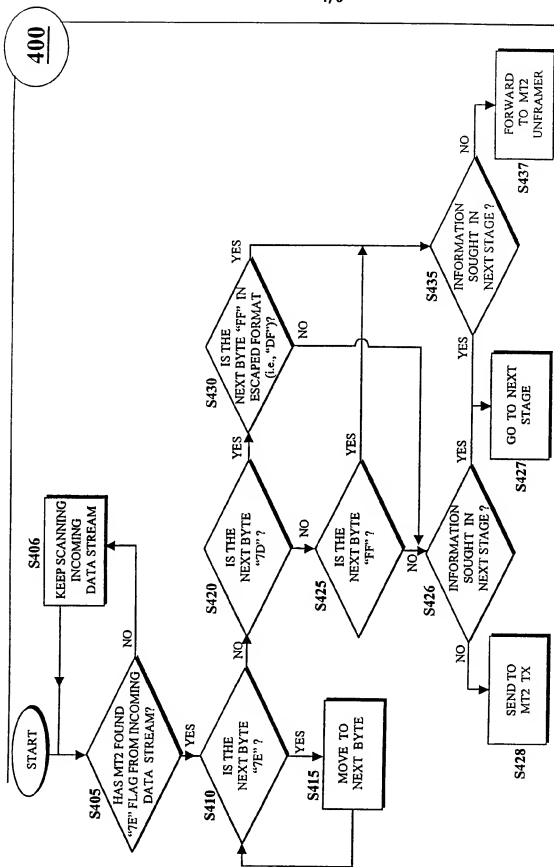 400
START
S406
KEEP SCANNING
INCOMING
DATA STREAM
S405
HAS MT2 FOUND
"7E" FLAG FROM INCOMING
DATA STREAM?
NO
YES
S410
IS THE
NEXT BYTE
"7E" ?
NO
YES
S415
MOVE TO
NEXT BYTE
S420
IS THE
NEXT BYTE
"7D" ?
YES
NO
S430
IS THE
NEXT BYTE "FF" IN
ESCAPED FORMAT
(i.e., "DF")?
YES
NO
S425
IS THE
NEXT BYTE
"FF" ?
YES
NO
S426
INFORMATION
SOUGHT IN
NEXT STAGE ?
NO
YES
S428
SEND TO
MT2 TX
S427
GO TO NEXT
STAGE
S435
INFORMATION
SOUGHT IN
NEXT STAGE ?
YES
NO
S437
FORWARD
TO MT2
UNFRAMER